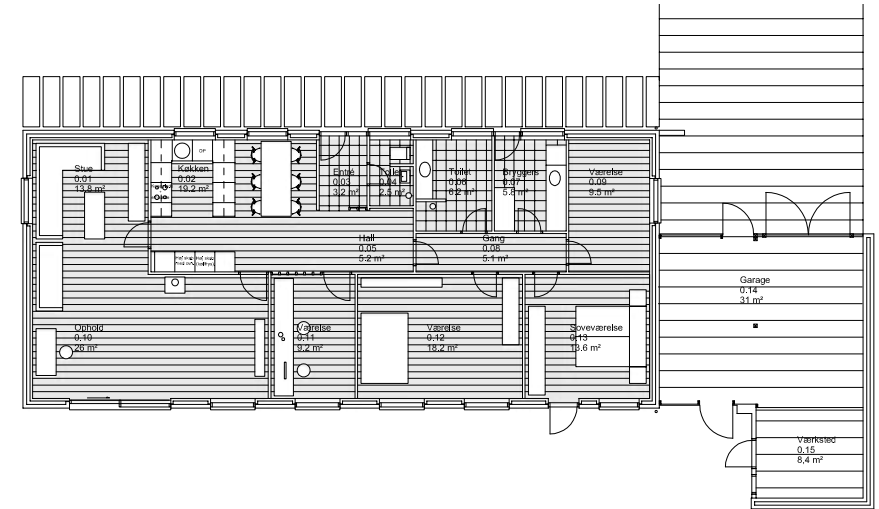 Stue
0.01
13,8 m²
Køkken
0.02
19.2 m²
OP
Entré
0.03
3.2 m²
Toilet
0.04
2.5 m²
Toilet
0.06
6.2 m²
Bryggers
0.07
5.8 m²
Værelse
0.09
9.5 m²
Hall
0.05
5.2 m²
Gang
0.08
5.1 m²
Garage
0.14
31 m²
Ophold
0.10
26 m²
Værelse
0.11
9.2 m²
Værelse
0.12
18.2 m²
Soveværelse
0.13
13.6 m²
Værksted
0.15
8,4 m²